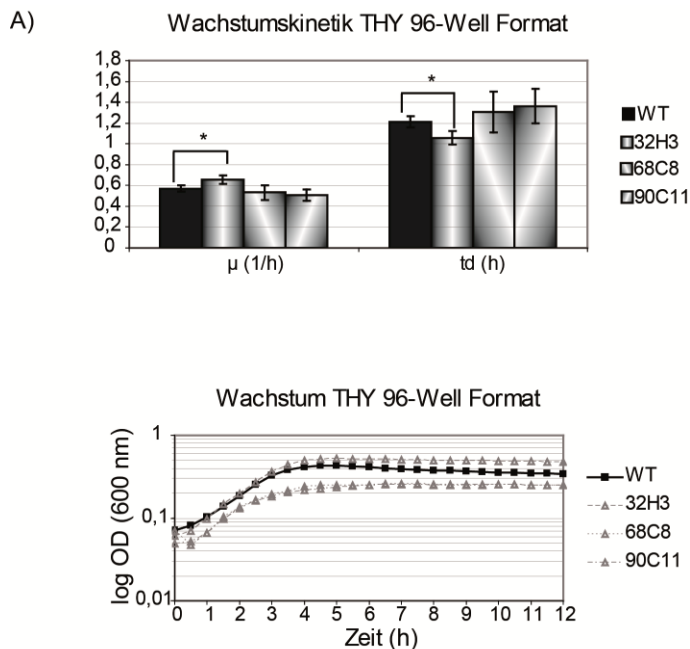 A)
Wachstumskinetik THY 96-Well Format
1,8
1,6
1,4
1,2
1
0,8
0,6
0,4
0,2
0
*
*
µ (1/h)
td (h)
WT
32H3
68C8
90C11
Wachstum THY 96-Well Format
log OD (600 nm)
1
0,1
0,01
0 1 2 3 4 5 6 7 8 9 10 11 12
Zeit (h)
WT
32H3
68C8
90C11